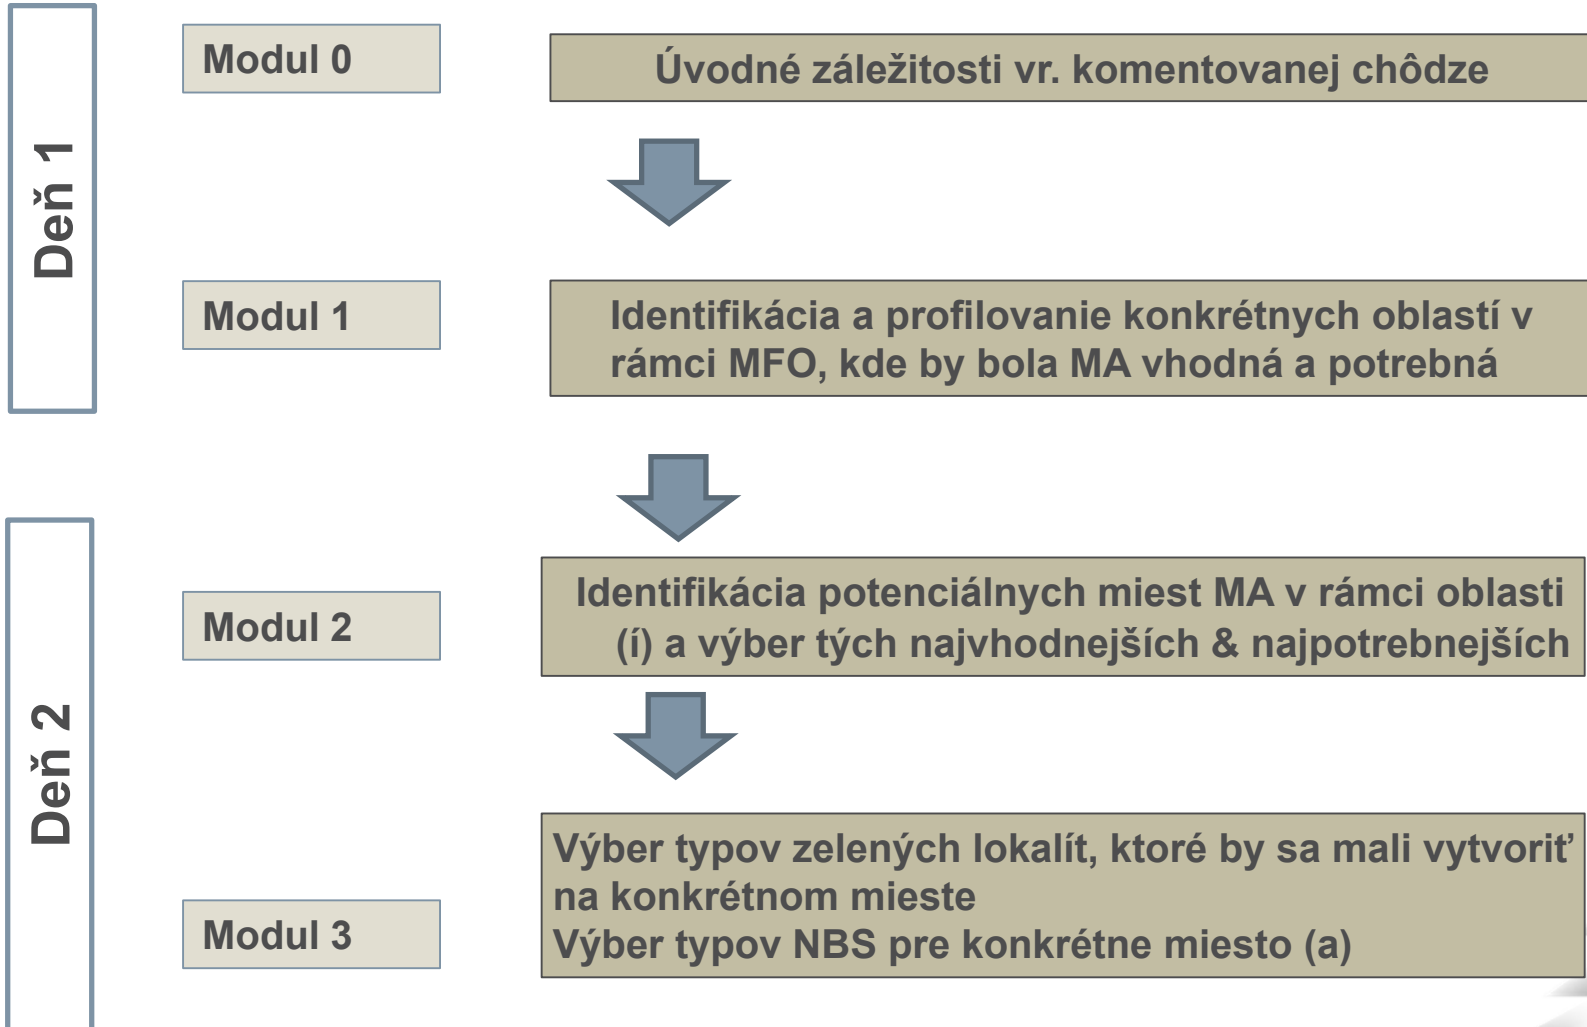 Deň 1
Modul 0
Úvodné záležitosti vr. komentovanej chôdze
Modul 1
Identifikácia a profilovanie konkrétnych oblastí v
rámci MFO, kde by bola MA vhodná a potrebná
Deň 2
Modul 2
Identifikácia potenciálnych miest MA v rámci oblasti
(í) a výber tých najvhodnejších & najpotrebnejších
Modul 3
Výber typov zelených lokalít, ktoré by sa mali vytvoriť
na konkrétnom mieste
Výber typov NBS pre konkrétne miesto (a)